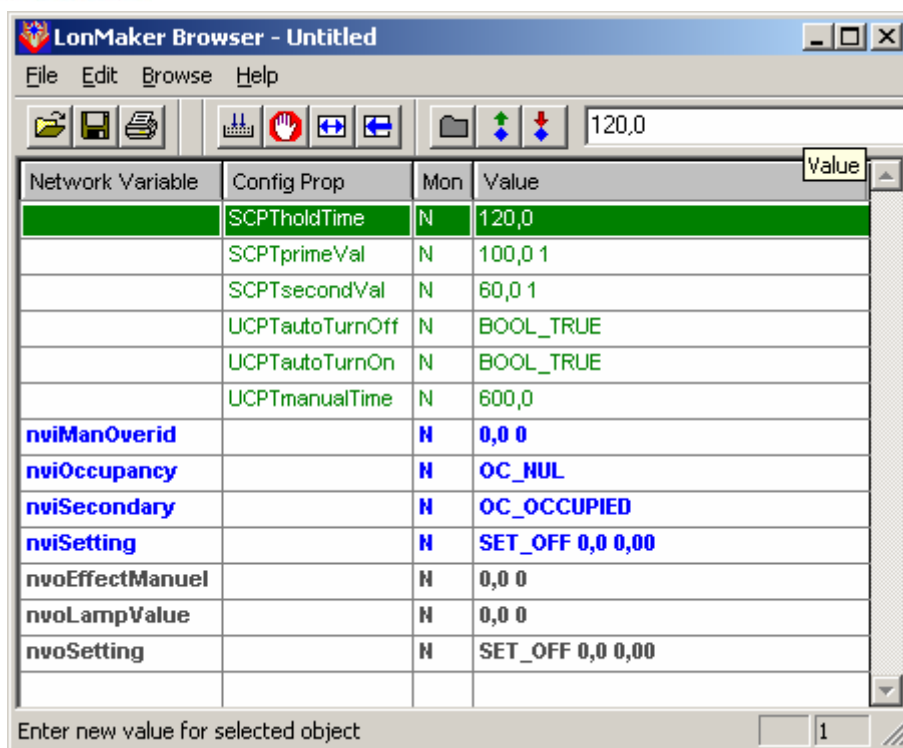 LonMaker Browser - Untitled
File Edit Browse Help
120,0
Value
Network Variable Config Prop Mon Value
SCPTholdTime N 120,0
SCPTprimeVal N 100,0 1
SCPTsecondVal N 60,0 1
UCPTautoTurnOff N BOOL_TRUE
UCPTautoTurnOn N BOOL_TRUE
UCPTmanualTime N 600,0
nviManOverid N 0,0 0
nviOccupancy N OC_NUL
nviSecondary N OC_OCCUPIED
nviSetting N SET_OFF 0,0 0,00
nvoEffectManuel N 0,0 0
nvoLampValue N 0,0 0
nvoSetting N SET_OFF 0,0 0,00
Enter new value for selected object 1